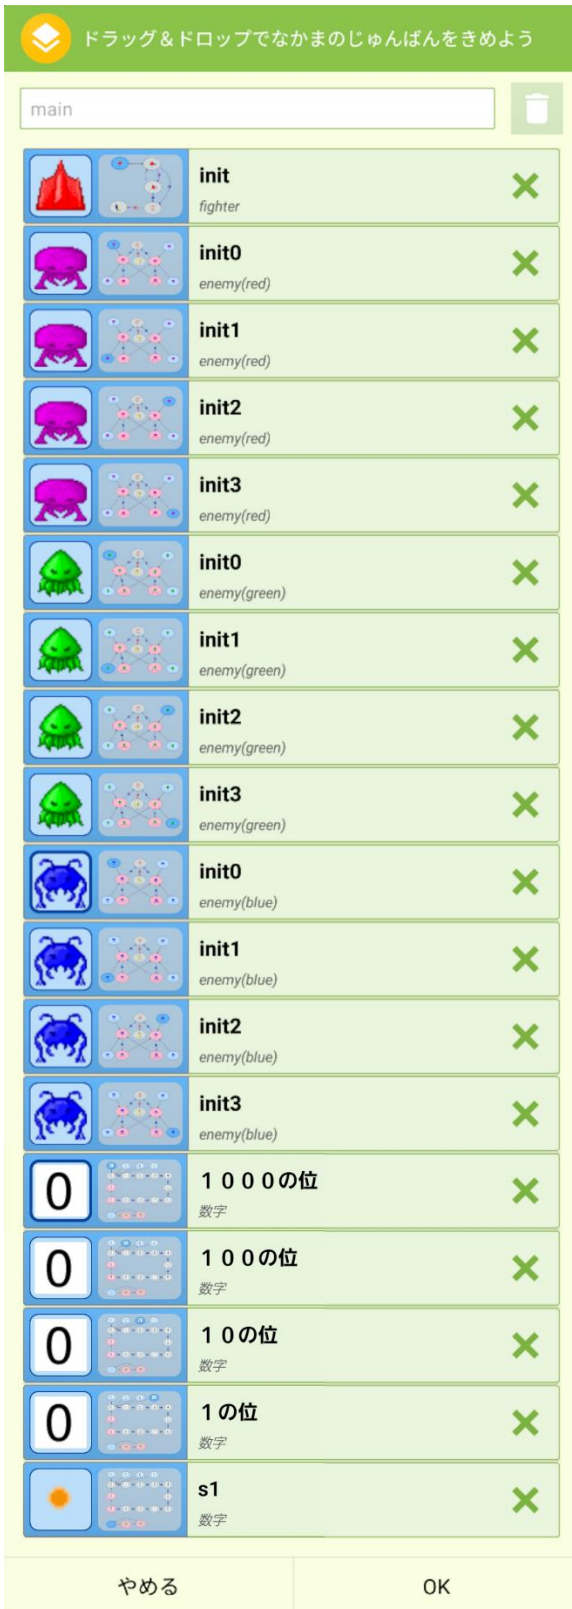 ドラッグ＆ドロップでなかまのじゅんばんをきめよう
main
init
fighter
init0
enemy(red)
init1
enemy(red)
init2
enemy(red)
init3
enemy(red)
init0
enemy(green)
init1
enemy(green)
init2
enemy(green)
init3
enemy(green)
init0
enemy(blue)
init1
enemy(blue)
init2
enemy(blue)
init3
enemy(blue)
0
１０００の位
数字
0
１００の位
数字
0
１０の位
数字
0
１の位
数字
s1
数字
やめる
OK